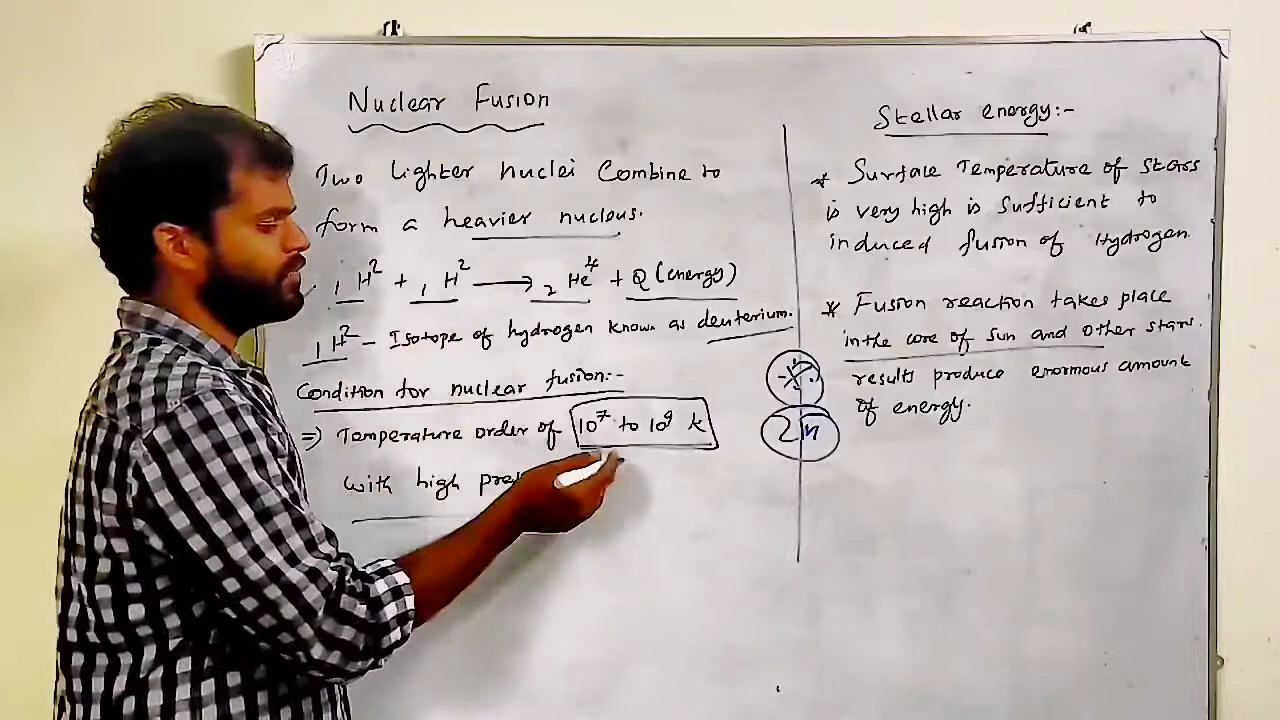 Nuclear Fusion
Two lighter nuclei combine to
form a heavier nucleus.
₁H² + ₁H² ⟶ ₂He⁴ + Q (energy)
₁H² - Isotope of hydrogen known as deuterium.
Condition for nuclear fusion:-
⇒ Temperature order of 10⁷ to 10⁹ K
with high
Stellar energy:-
* Surface Temperature of stars
is very high is sufficient to
induced fusion of Hydrogen.
* Fusion reaction takes place
in the core of sun and other stars.
results produce enormous amount
of energy.